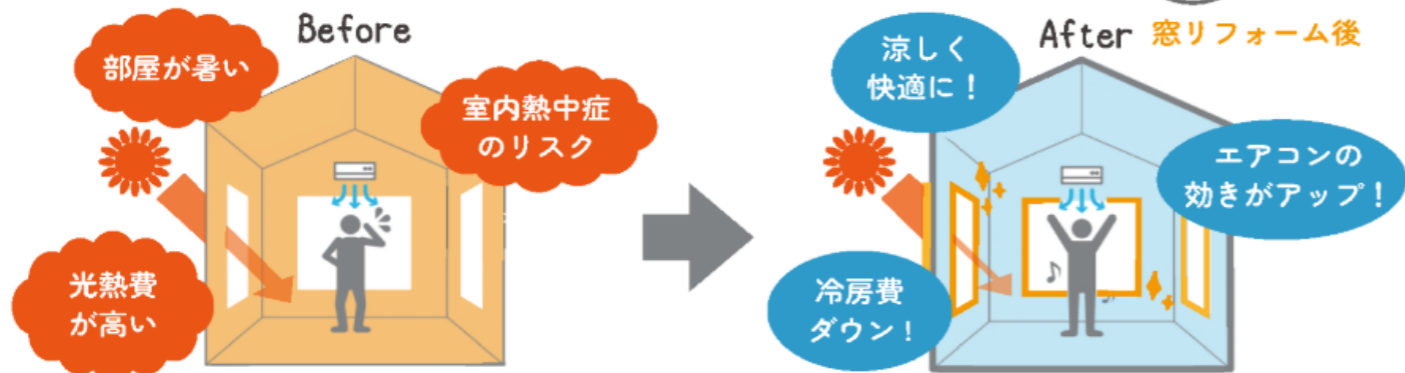 Before
部屋が暑い
室内熱中症
のリスク
光熱費
が高い
After 窓リフォーム後
涼しく
快適に！
エアコンの
効きがアップ！
冷房費
ダウン！